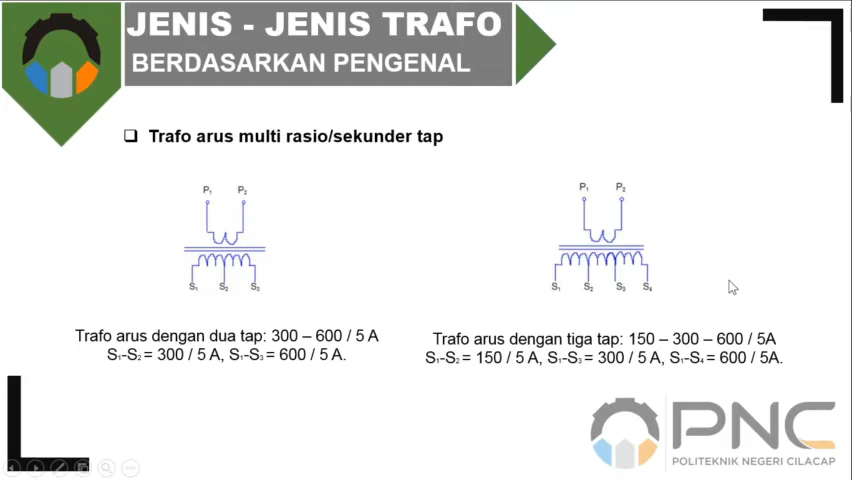 JENIS - JENIS TRAFO
BERDASARKAN PENGENAL
Trafo arus multi rasio/sekunder tap
P₁ P₂
S₁ S₂ S₃
P₁ P₂
S₁ S₂ S₃ S₄
Trafo arus dengan dua tap: 300 – 600 / 5 A
S₁-S₂ = 300 / 5 A, S₁-S₃ = 600 / 5 A.
Trafo arus dengan tiga tap: 150 – 300 – 600 / 5A
S₁-S₂ = 150 / 5 A, S₁-S₃ = 300 / 5 A, S₁-S₄ = 600 / 5A.
PNC
POLITEKNIK NEGERI CILACAP